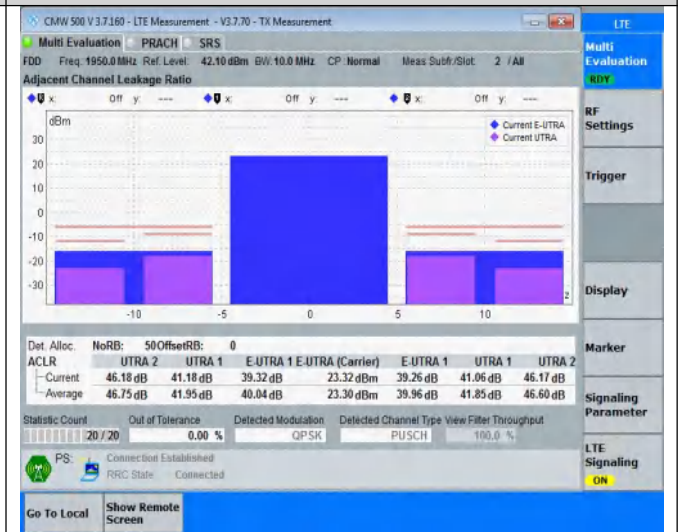 CMW 500 V 3.7.160 - LTE Measurement - V3.7.70 - TX Measurement
LTE
Multi Evaluation PRACH SRS
Multi Evaluation
RDY
FDD Freq: 1950.0 MHz Ref. Level: 42.10 dBm BW: 10.0 MHz CP: Normal Meas Subfr./Slot: 2 / All
Adjacent Channel Leakage Ratio
x: Off y: --- x: Off y: --- x: Off y: ---
RF Settings
dBm
Current E-UTRA
Current UTRA
30
20
10
0
-10
-20
-30
-10 -5 0 5 10
2
Trigger
Display
Marker
Signaling Parameter
LTE Signaling
ON
Det. Alloc. NoRB: 50 OffsetRB: 0
ACLR UTRA 2 UTRA 1 E-UTRA 1 E-UTRA (Carrier) E-UTRA 1 UTRA 1 UTRA 2
Current 46.18 dB 41.18 dB 39.32 dB 23.32 dBm 39.26 dB 41.06 dB 46.17 dB
Average 46.75 dB 41.95 dB 40.04 dB 23.30 dBm 39.96 dB 41.85 dB 46.60 dB
Statistic Count Out of Tolerance Detected Modulation Detected Channel Type View Filter Throughput
20 / 20 0.00 % QPSK PUSCH 100.0 %
PS: Connection Established
RRC State Connected
Go To Local Show Remote Screen